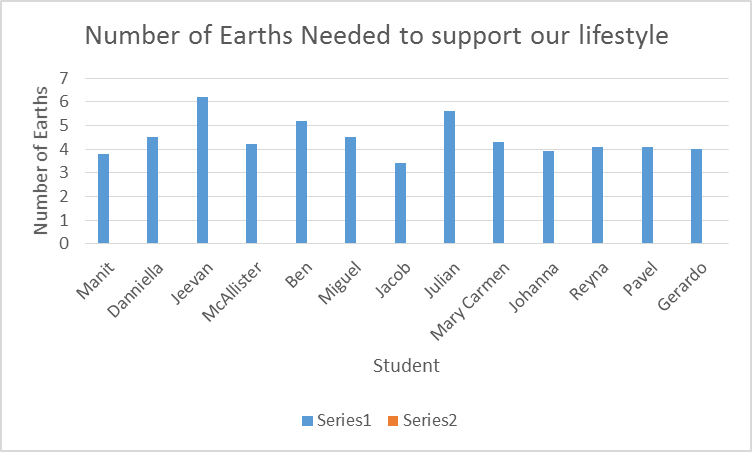 Number of Earths Needed to support our lifestyle
Number of Earths
7
6
5
4
3
2
1
0
Manit
Danniella
Jeevan
McAllister
Ben
Miguel
Jacob
Julian
Mary Carmen
Johanna
Reyna
Pavel
Gerardo
Student
Series1 Series2